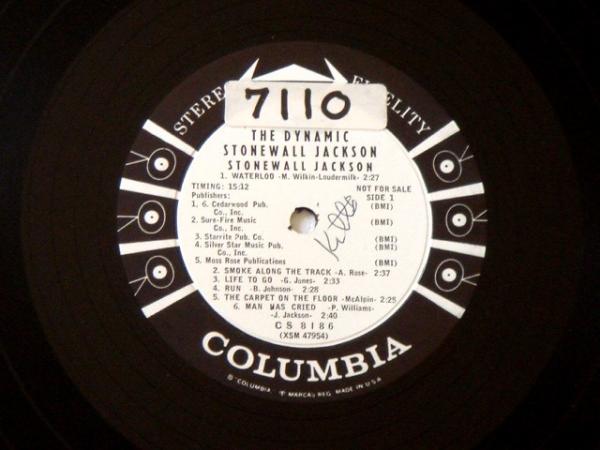 STEREO FIDELITY
7110
THE DYNAMIC
STONEWALL JACKSON
STONEWALL JACKSON
1. WATERLOO -M. Wilkin-Loudermilk- 2:27
TIMING: 15:12 NOT FOR SALE
Publishers: SIDE 1
1. 6. Cedarwood Pub. (BMI)
Co., Inc.
2. Sure-Fire Music (BMI)
Co., Inc.
3. Starrite Pub. Co. (BMI)
4. Silver Star Music Pub. (BMI)
Co., Inc.
5. Moss Rose Publications (BMI)
2. SMOKE ALONG THE TRACK -A. Rose- 2:37
3. LIFE TO GO -G. Jones- 2:33
4. RUN -B. Johnson- 2:28
5. THE CARPET ON THE FLOOR -McAlpin- 2:25
6. MAN WAS CRIED -P. Williams-
-J. Jackson- 2:40
CS 8186
(XSM 47954)
COLUMBIA
® "COLUMBIA", MARCAS REG. MADE IN U.S.A.